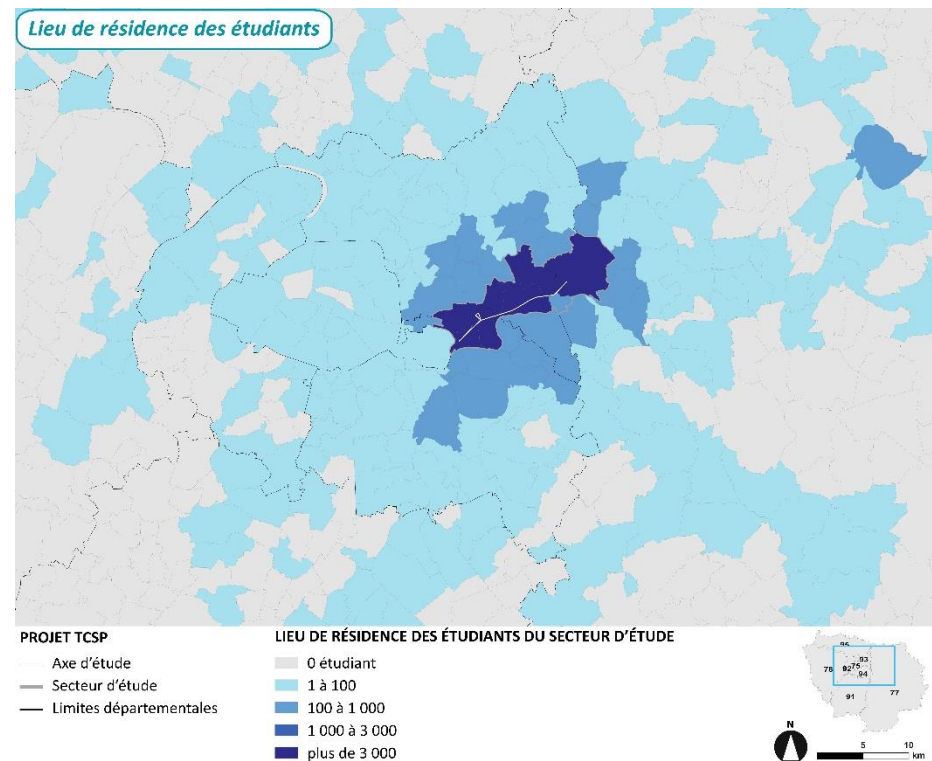 Lieu de résidence des étudiants
PROJET TCSP
Axe d'étude
Secteur d'étude
Limites départementales
LIEU DE RÉSIDENCE DES ÉTUDIANTS DU SECTEUR D'ÉTUDE
0 étudiant
1 à 100
100 à 1 000
1 000 à 3 000
plus de 3 000
95
93
78
92
75
94
91
77
N
5
10
km